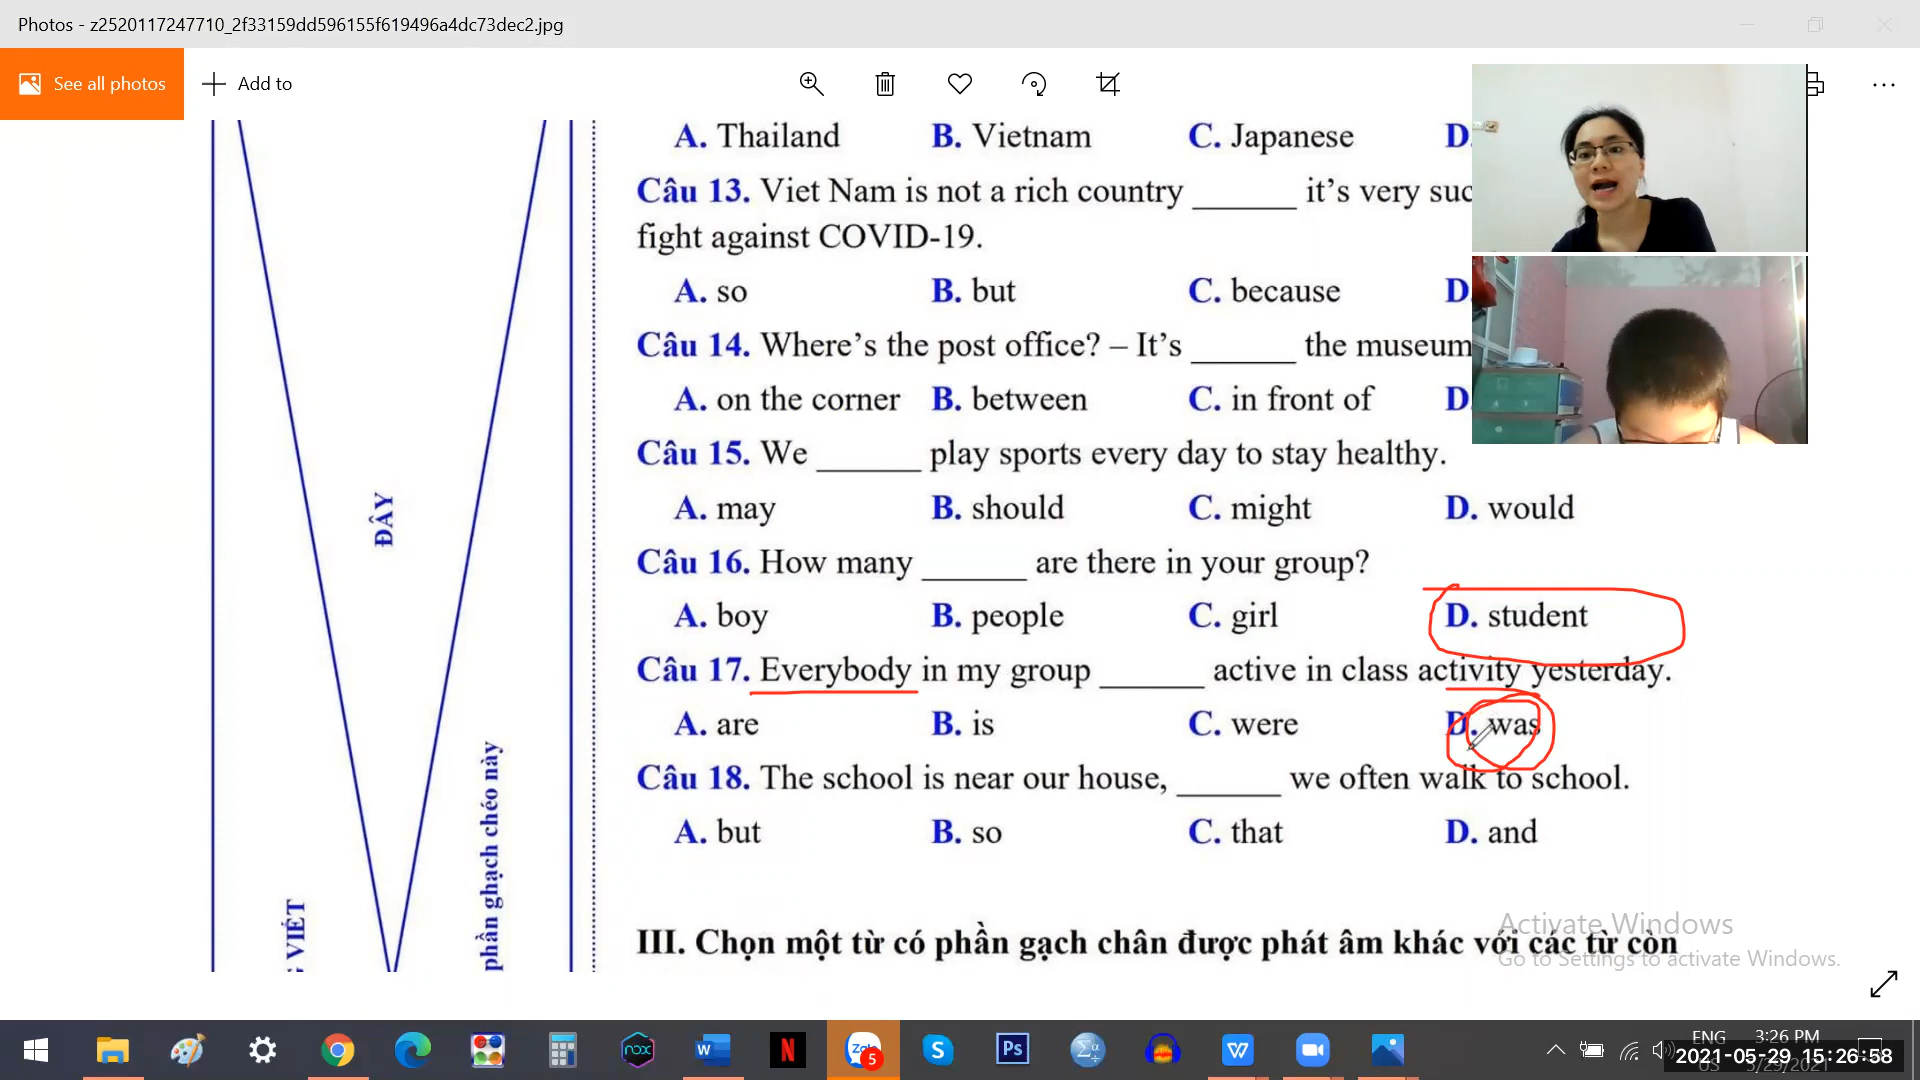 Photos - z2520117247710_2f33159dd596155f619496a4dc73dec2.jpg
See all photos
Add to
A. Thailand B. Vietnam C. Japanese D.
Câu 13. Viet Nam is not a rich country ______ it's very suc
fight against COVID-19.
A. so B. but C. because D.
Câu 14. Where's the post office? – It's ______ the museum
A. on the corner B. between C. in front of D.
Câu 15. We ______ play sports every day to stay healthy.
A. may B. should C. might D. would
Câu 16. How many ______ are there in your group?
A. boy B. people C. girl D. student
Câu 17. Everybody in my group ______ active in class activity yesterday.
A. are B. is C. were D. was
Câu 18. The school is near our house, ______ we often walk to school.
A. but B. so C. that D. and
III. Chọn một từ có phần gạch chân được phát âm khác với các từ còn
ĐÂY
VIẾT
phần ghạch chéo này
Activate Windows
Go to Settings to activate Windows.
nox
W
N
Zalo
5
S
Ps
Σα
W
ENG
3:26 PM
2021-05-29 15:26:58